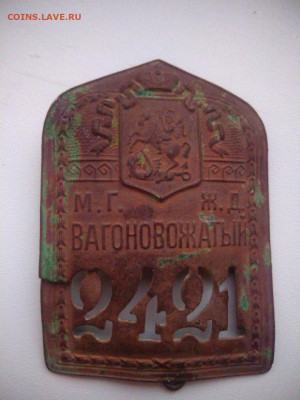 COINS.LAVE.RU
М. Г. Ж. Д.
ВАГОНОВОЖАТЫЙ
2421